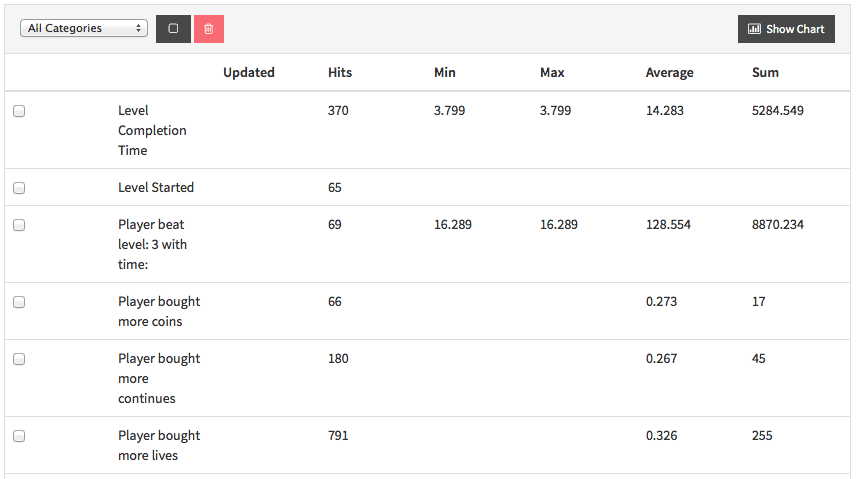 All Categories Show Chart
Updated Hits Min Max Average Sum
Level 370 3.799 3.799 14.283 5284.549
Completion
Time
Level Started 65
Player beat 69 16.289 16.289 128.554 8870.234
level: 3 with
time:
Player bought 66 0.273 17
more coins
Player bought 180 0.267 45
more
continues
Player bought 791 0.326 255
more lives